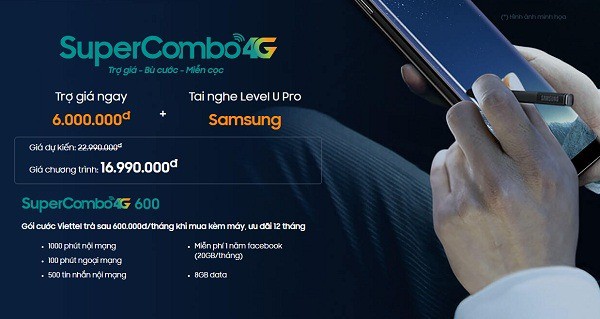 (*) Hình ảnh minh họa
SuperCombo4G
Trợ giá - Bù cước - Miễn cọc
Trợ giá ngay
6.000.000đ
+
Tai nghe Level U Pro
Samsung
Giá dự kiến: 22.990.000đ
Giá chương trình: 16.990.000đ
SuperCombo4G 600
Gói cước Viettel trả sau 600.000đ/tháng khi mua kèm máy, ưu đãi 12 tháng
• 1000 phút nội mạng
• 100 phút ngoại mạng
• 500 tin nhắn nội mạng
• Miễn phí 1 năm facebook
(20GB/tháng)
• 8GB data
SAMSUNG